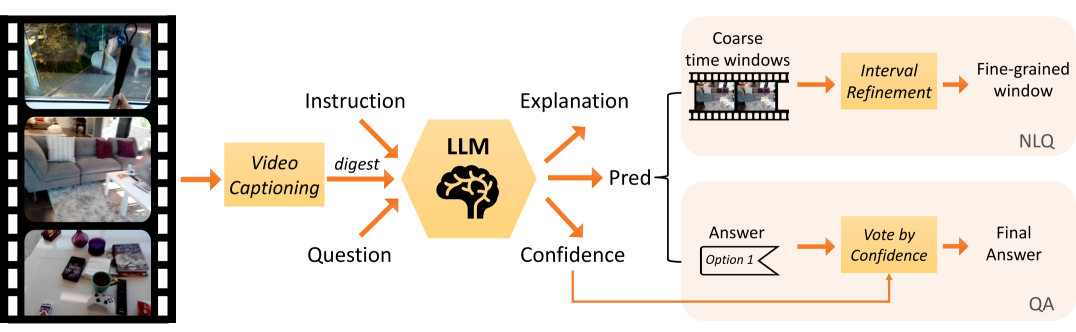 Video
Captioning
digest
Instruction
Question
LLM
Explanation
Pred
Confidence
Coarse
time windows
Interval
Refinement
Fine-grained
window
NLQ
Answer
Option 1
Vote by
Confidence
Final
Answer
QA